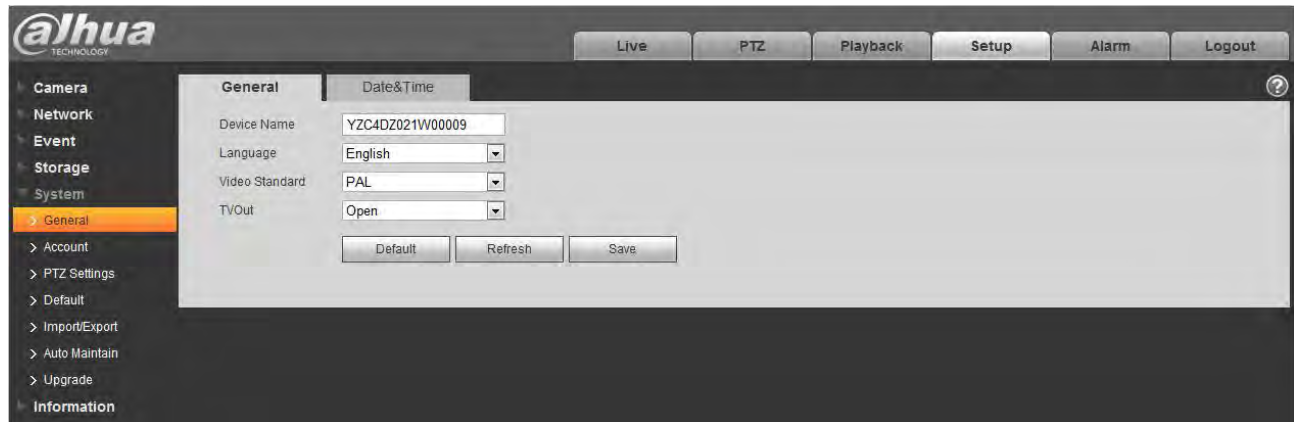 alhua
TECHNOLOGY
Live PTZ Playback Setup Alarm Logout
Camera
Network
Event
Storage
System
> General
> Account
> PTZ Settings
> Default
> Import/Export
> Auto Maintain
> Upgrade
Information
General Date&Time ?
Device Name YZC4DZ021W00009
Language English
Video Standard PAL
TVOut Open
Default Refresh Save